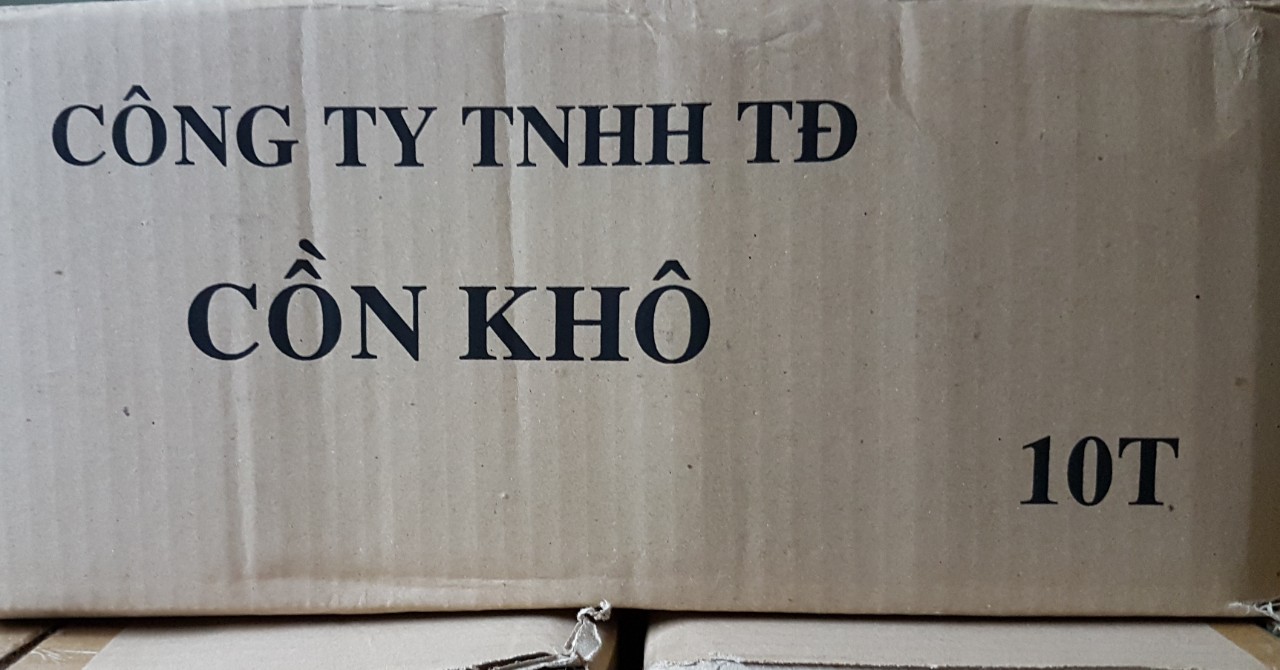 CÔNG TY TNHH TĐ
CỒN KHÔ
10T